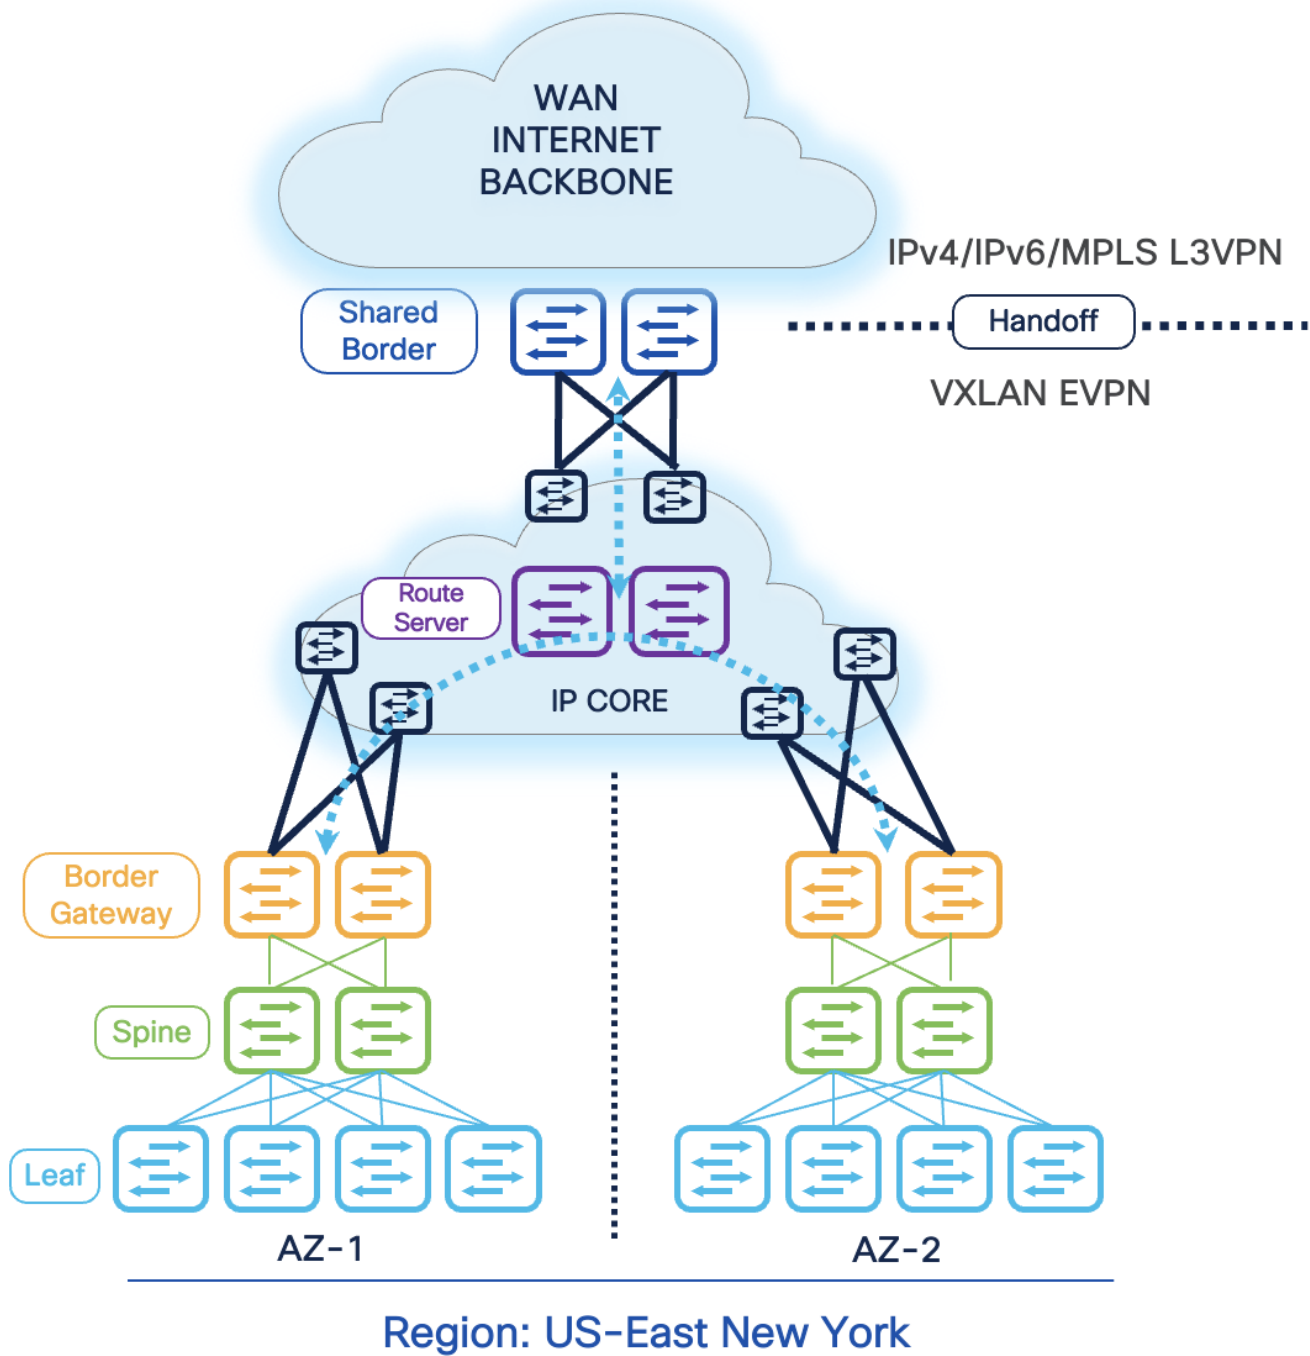 WAN
INTERNET
BACKBONE
IPv4/IPv6/MPLS L3VPN
Shared
Border
Handoff
VXLAN EVPN
Route
Server
IP CORE
Border
Gateway
Spine
Leaf
AZ-1
AZ-2
Region: US-East New York